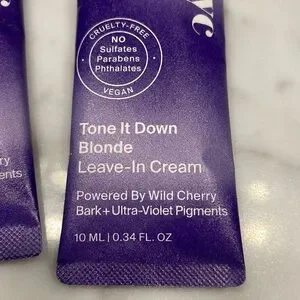 CRUELTY-FREE
NO
Sulfates
Parabens
Phthalates
VEGAN
Tone It Down
Blonde
Leave-In Cream
Powered By Wild Cherry
Bark+Ultra-Violet Pigments
10 ML | 0.34 FL. OZ